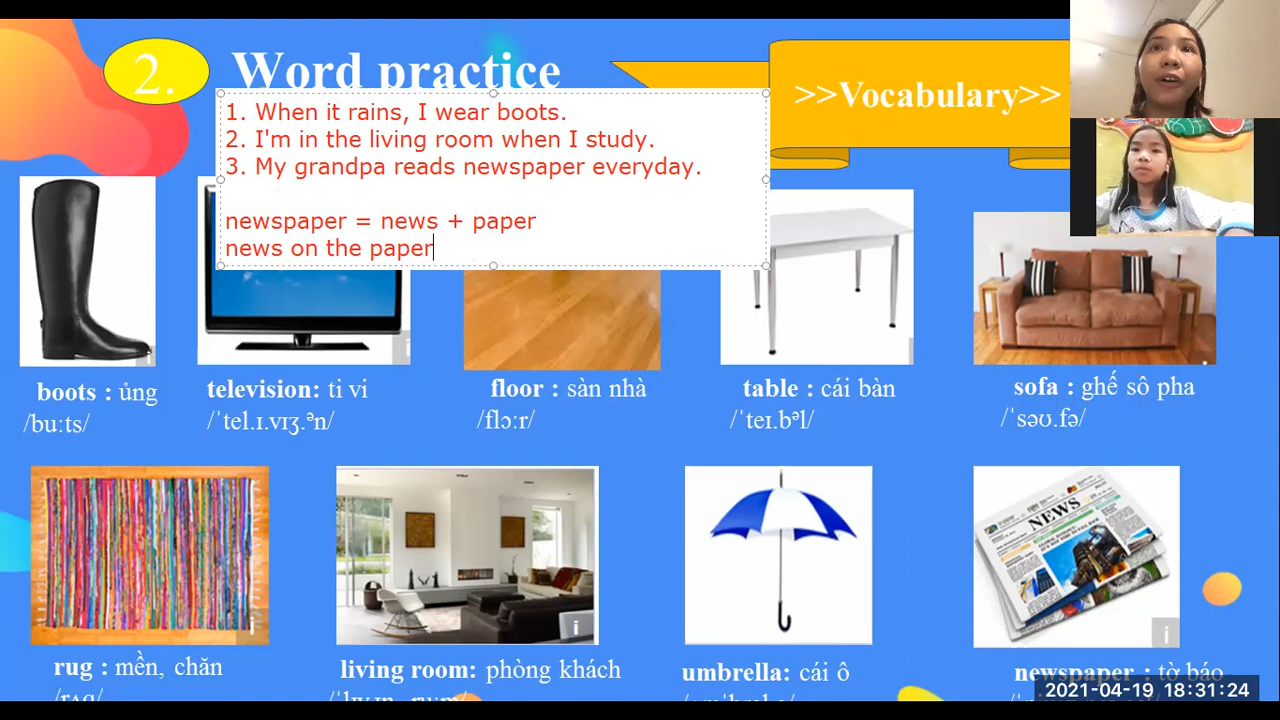 2.
Word practice
>>Vocabulary>>
1. When it rains, I wear boots.
2. I'm in the living room when I study.
3. My grandpa reads newspaper everyday.
newspaper = news + paper
news on the paper
boots : ủng
/buːts/
television: ti vi
/ˈtel.ɪ.vɪʒ.ᵊn/
floor : sàn nhà
/flɔːr/
table : cái bàn
/ˈteɪ.bᵊl/
sofa : ghế sô pha
/ˈsəʊ.fə/
NEWS
rug : mền, chăn
living room: phòng khách
umbrella: cái ô
newspaper : tờ báo
2021-04-19 18:31:24